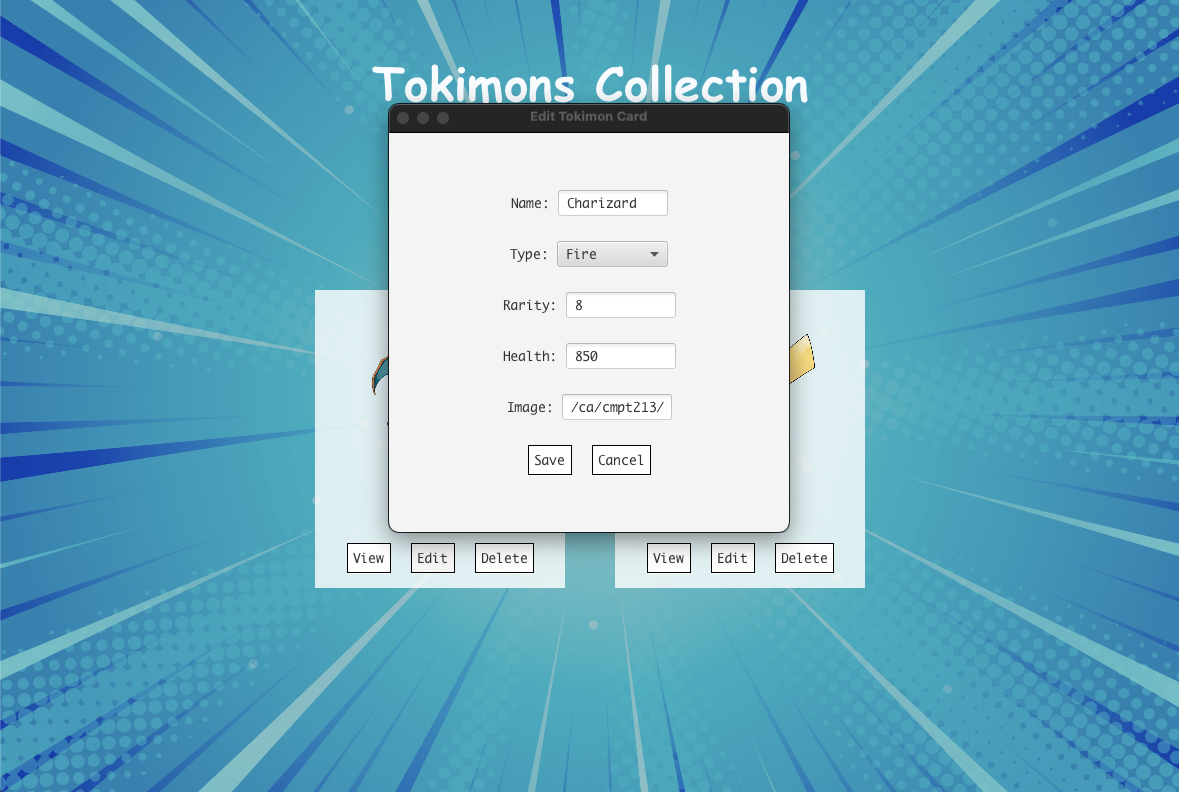 Tokimons Collection
Edit Tokimon Card
Name: Charizard
Type: Fire
Rarity: 8
Health: 850
Image: /ca/cmpt213/
Save Cancel
View Edit Delete View Edit Delete